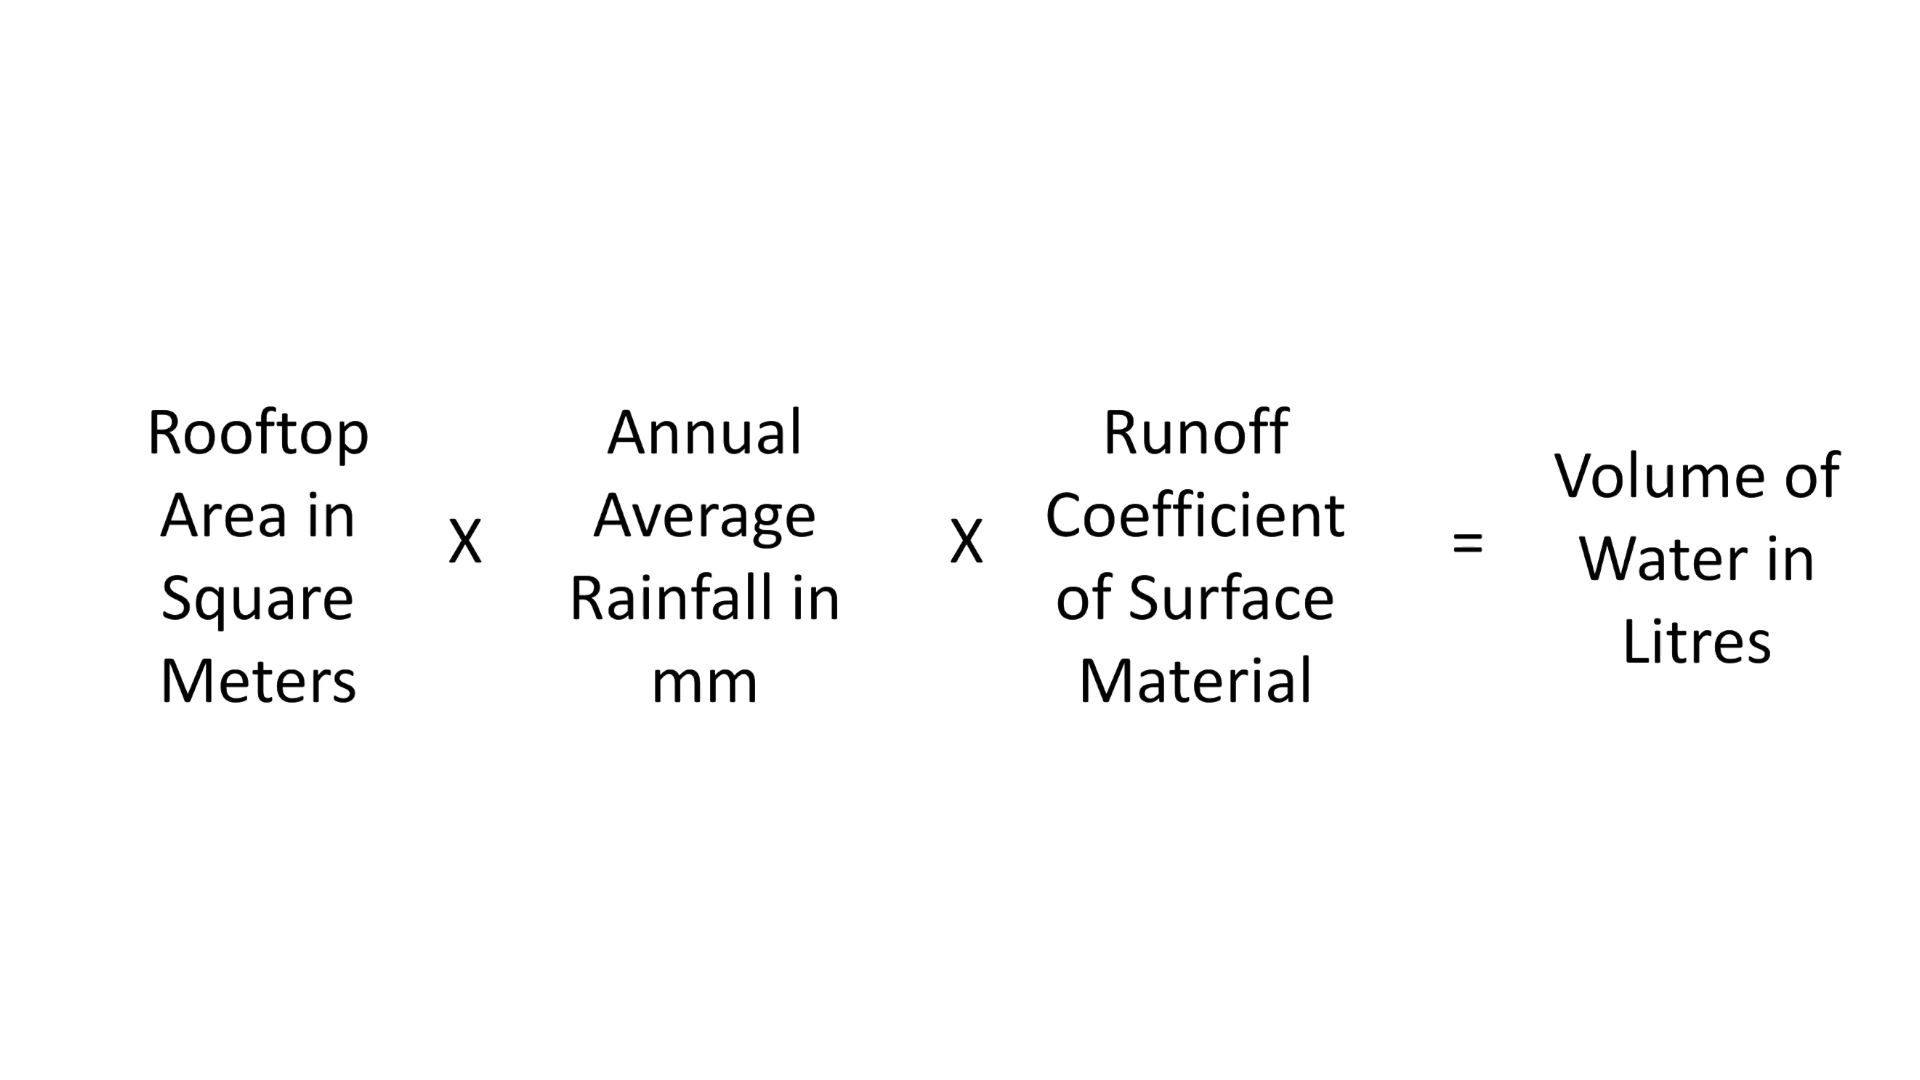 Rooftop
Area in
Square
Meters
X
Annual
Average
Rainfall in
mm
X
Runoff
Coefficient
of Surface
Material
=
Volume of
Water in
Litres